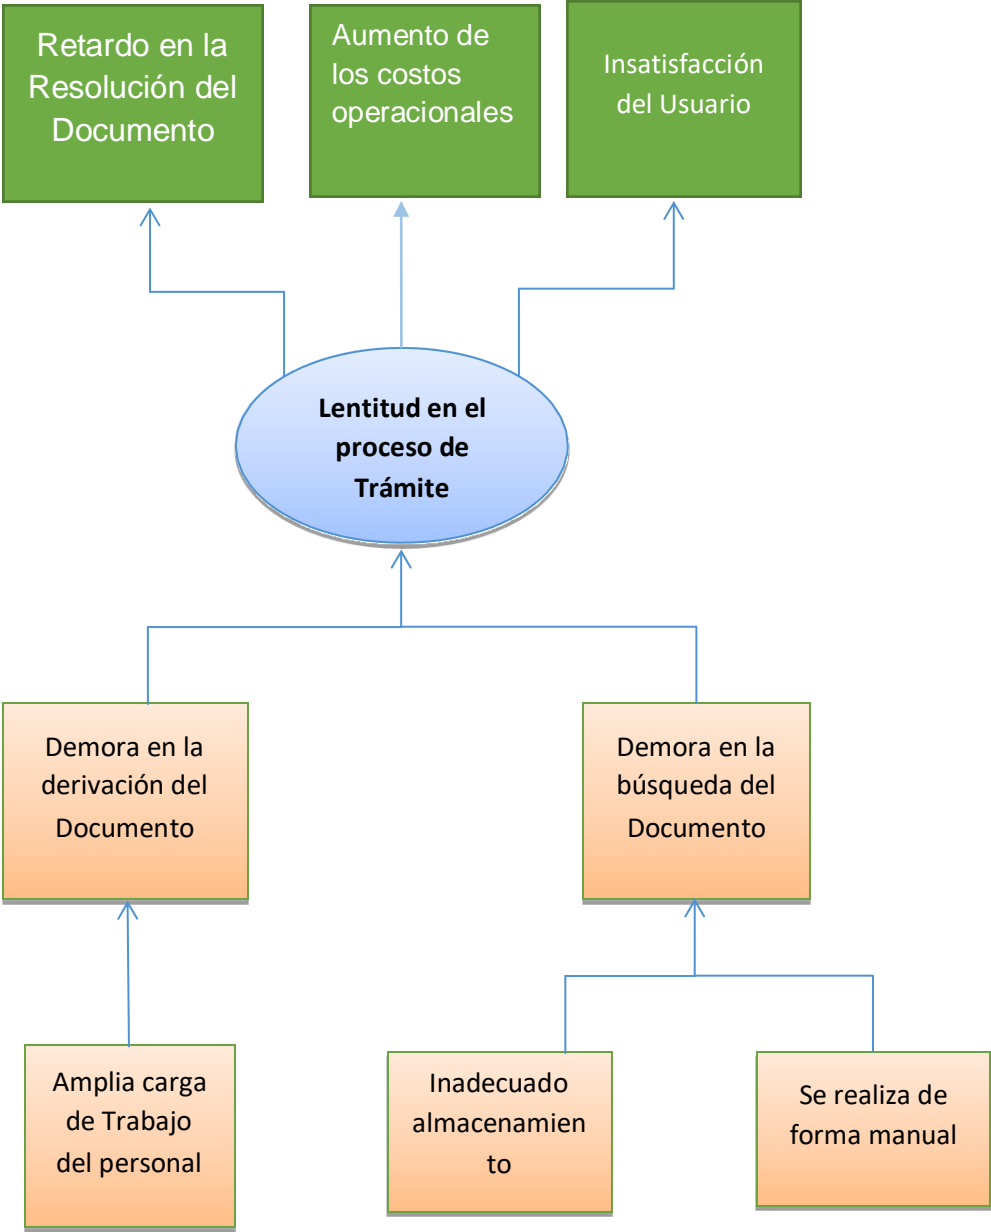 Retardo en la
Resolución del
Documento
Aumento de
los costos
operacionales
Insatisfacción
del Usuario
Lentitud en el
proceso de
Trámite
Demora en la
derivación del
Documento
Demora en la
búsqueda del
Documento
Amplia carga
de Trabajo
del personal
Inadecuado
almacenamien
to
Se realiza de
forma manual